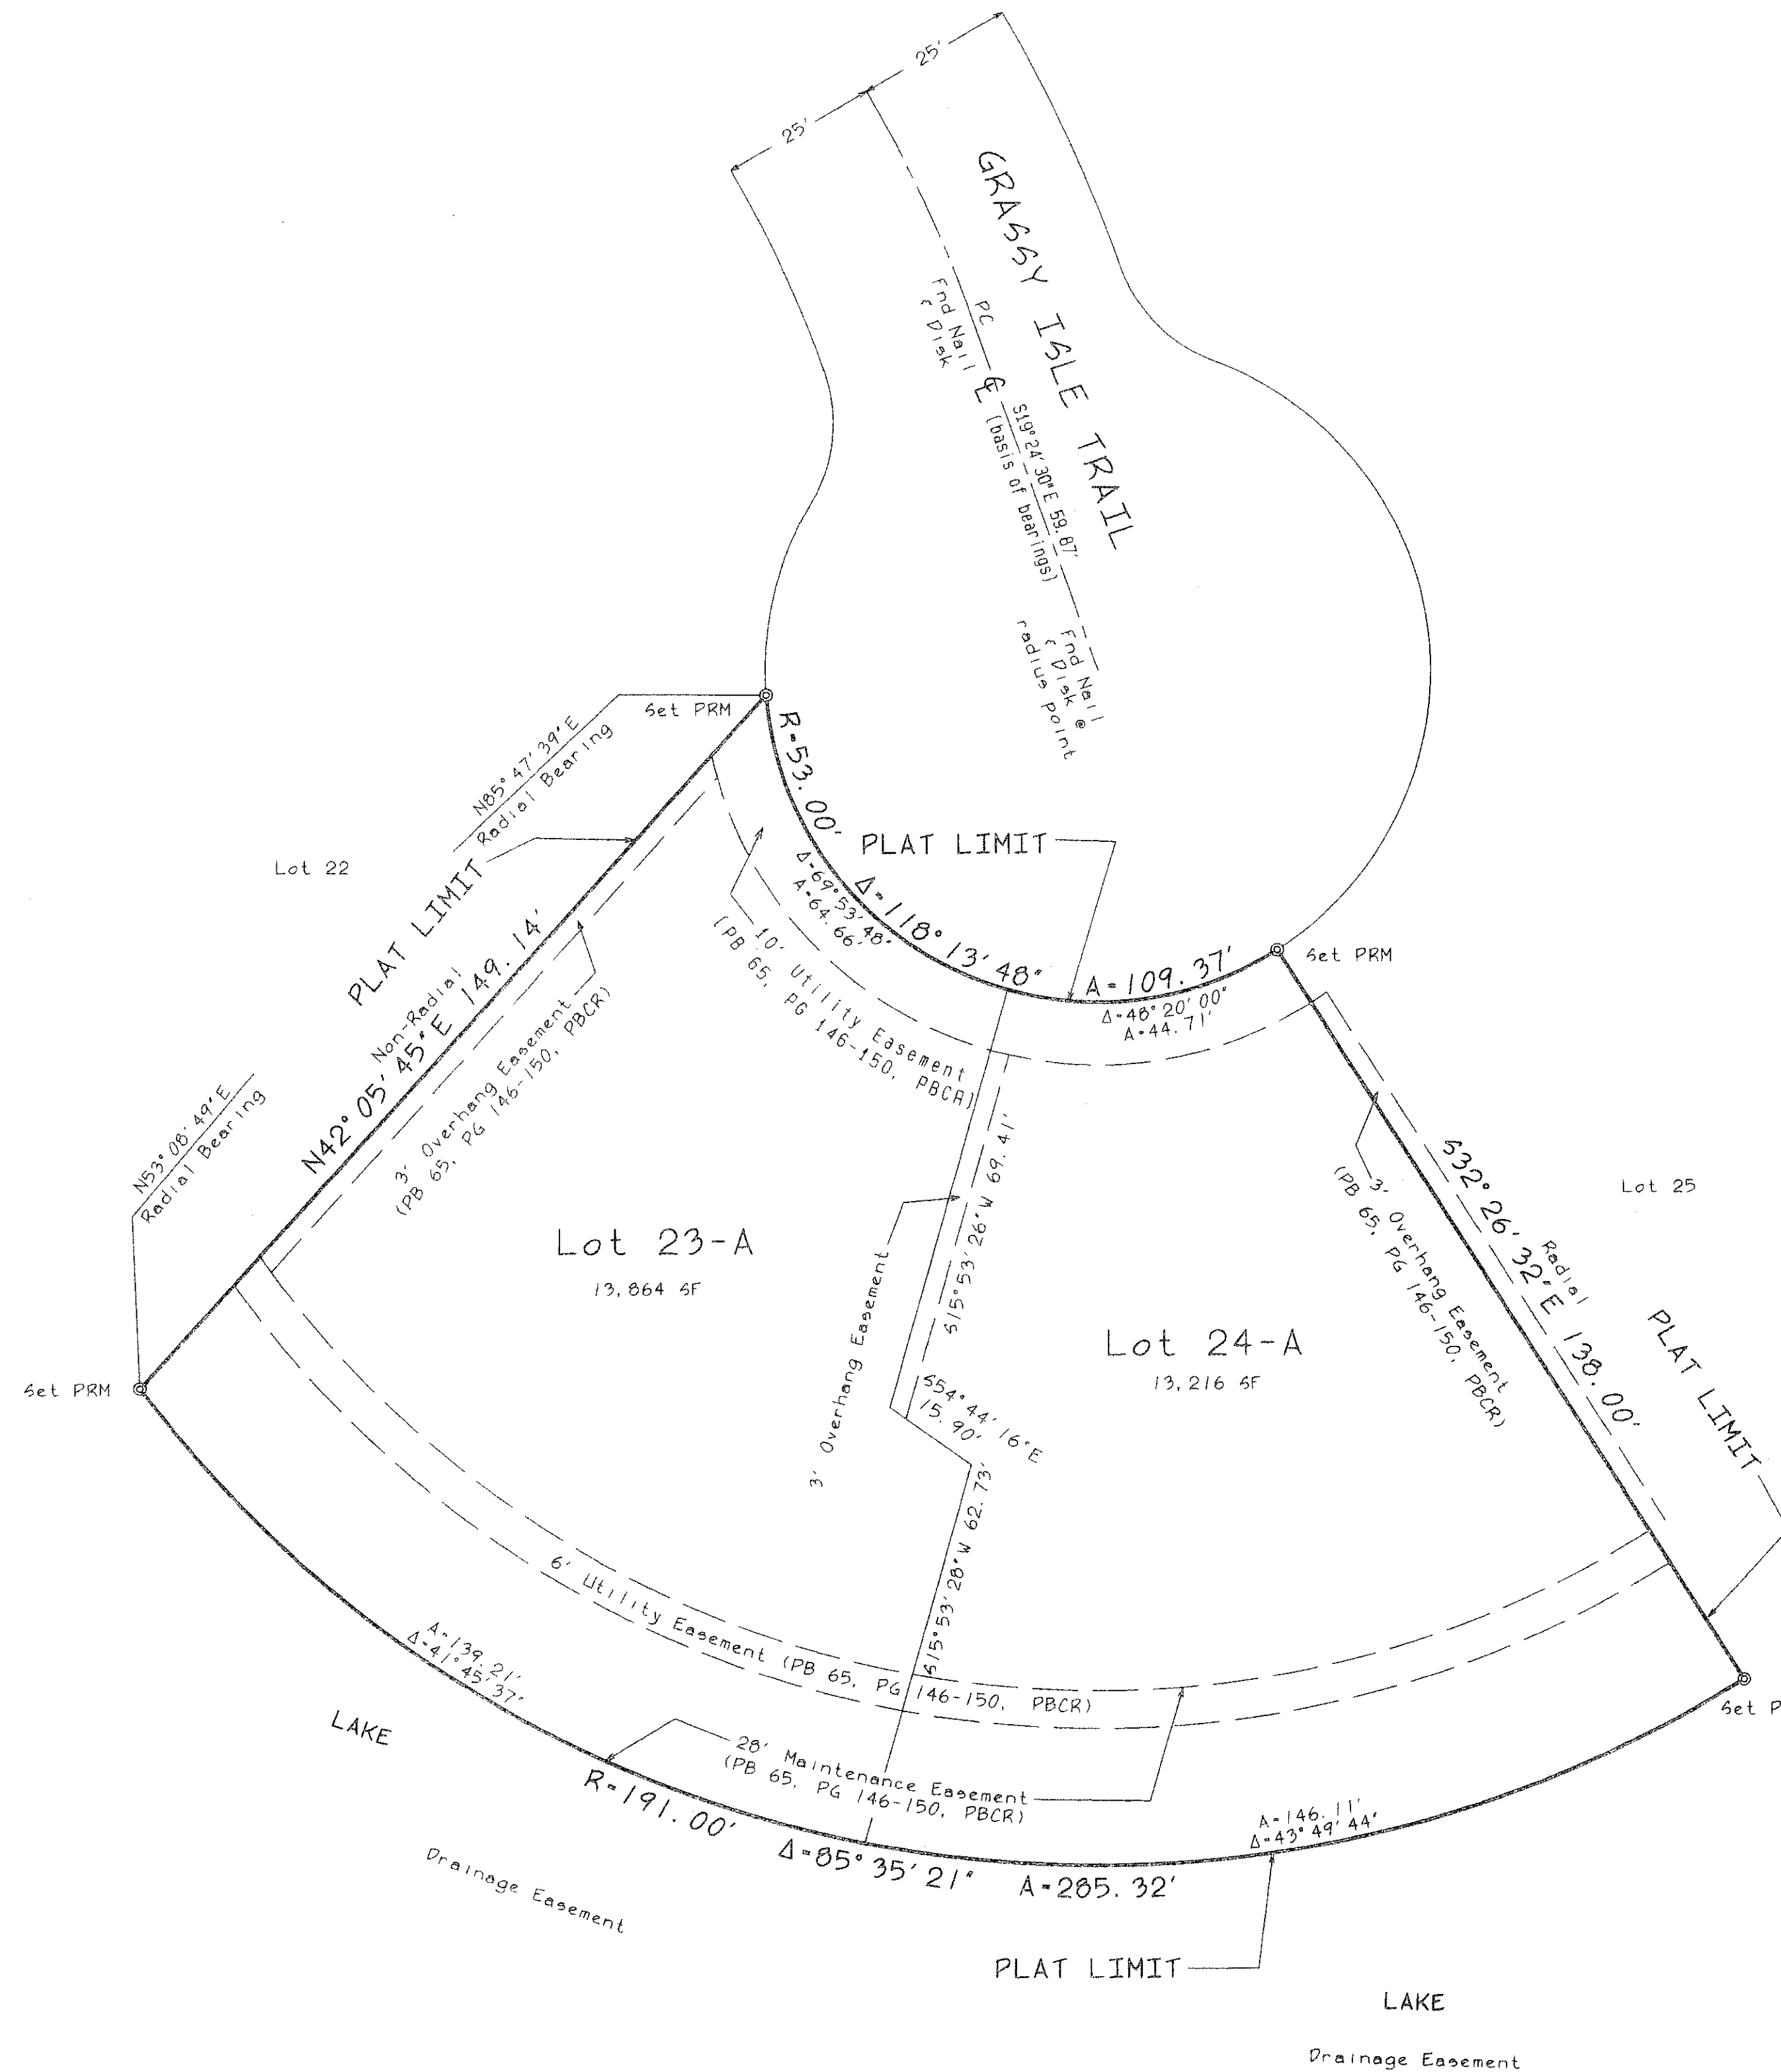 25'
25'
GRASSY ISLE TRAIL
PC
Fnd Nail
& Disk
℄
S19°24'30"E 59.87'
(basis of bearings)
Fnd Nail
& Disk @
radius point
Set PRM
N85°47'39"E
Radial Bearing
R=53.00'
PLAT LIMIT
Lot 22
PLAT LIMIT
Δ=69°53'48"
A=64.66'
Δ=118°13'48"
A=109.37'
Δ=48°20'00"
A=44.71'
Set PRM
10' Utility Easement
(PB 65, PG 146-150, PBCR)
Non-Radial
N42°05'45"E 149.14'
3' Overhang Easement
(PB 65, PG 146-150, PBCR)
N53°08'49"E
Radial Bearing
S15°53'26"W 69.41'
3' Overhang Easement
(PB 65, PG 146-150, PBCR)
Radial
S32°26'32"E 138.00'
Lot 25
PLAT LIMIT
Lot 23-A
13,864 SF
3' Overhang Easement
Lot 24-A
13,216 SF
Set PRM
S54°44'16"E
15.90'
S15°53'28"W 62.73'
6' Utility Easement (PB 65, PG 146-150, PBCR)
A=139.21'
Δ=41°45'37"
LAKE
28' Maintenance Easement
(PB 65, PG 146-150, PBCR)
Set P
R=191.00'
Δ=85°35'21"
A=285.32'
A=146.11'
Δ=43°49'44"
Drainage Easement
PLAT LIMIT
LAKE
Drainage Easement